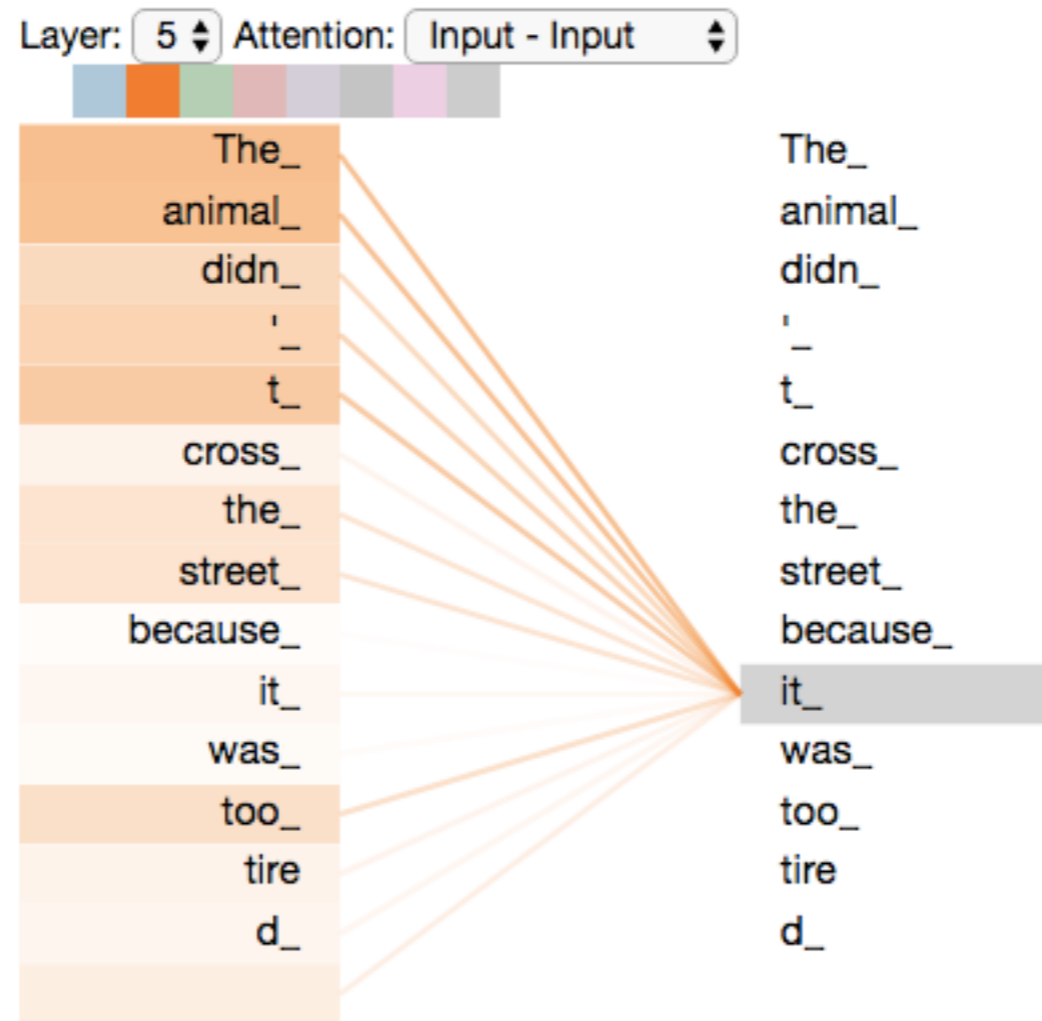 Layer: 5 Attention: Input - Input
The_ The_
animal_ animal_
didn_ didn_
'_ '_
t_ t_
cross_ cross_
the_ the_
street_ street_
because_ because_
it_ it_
was_ was_
too_ too_
tire tire
d_ d_